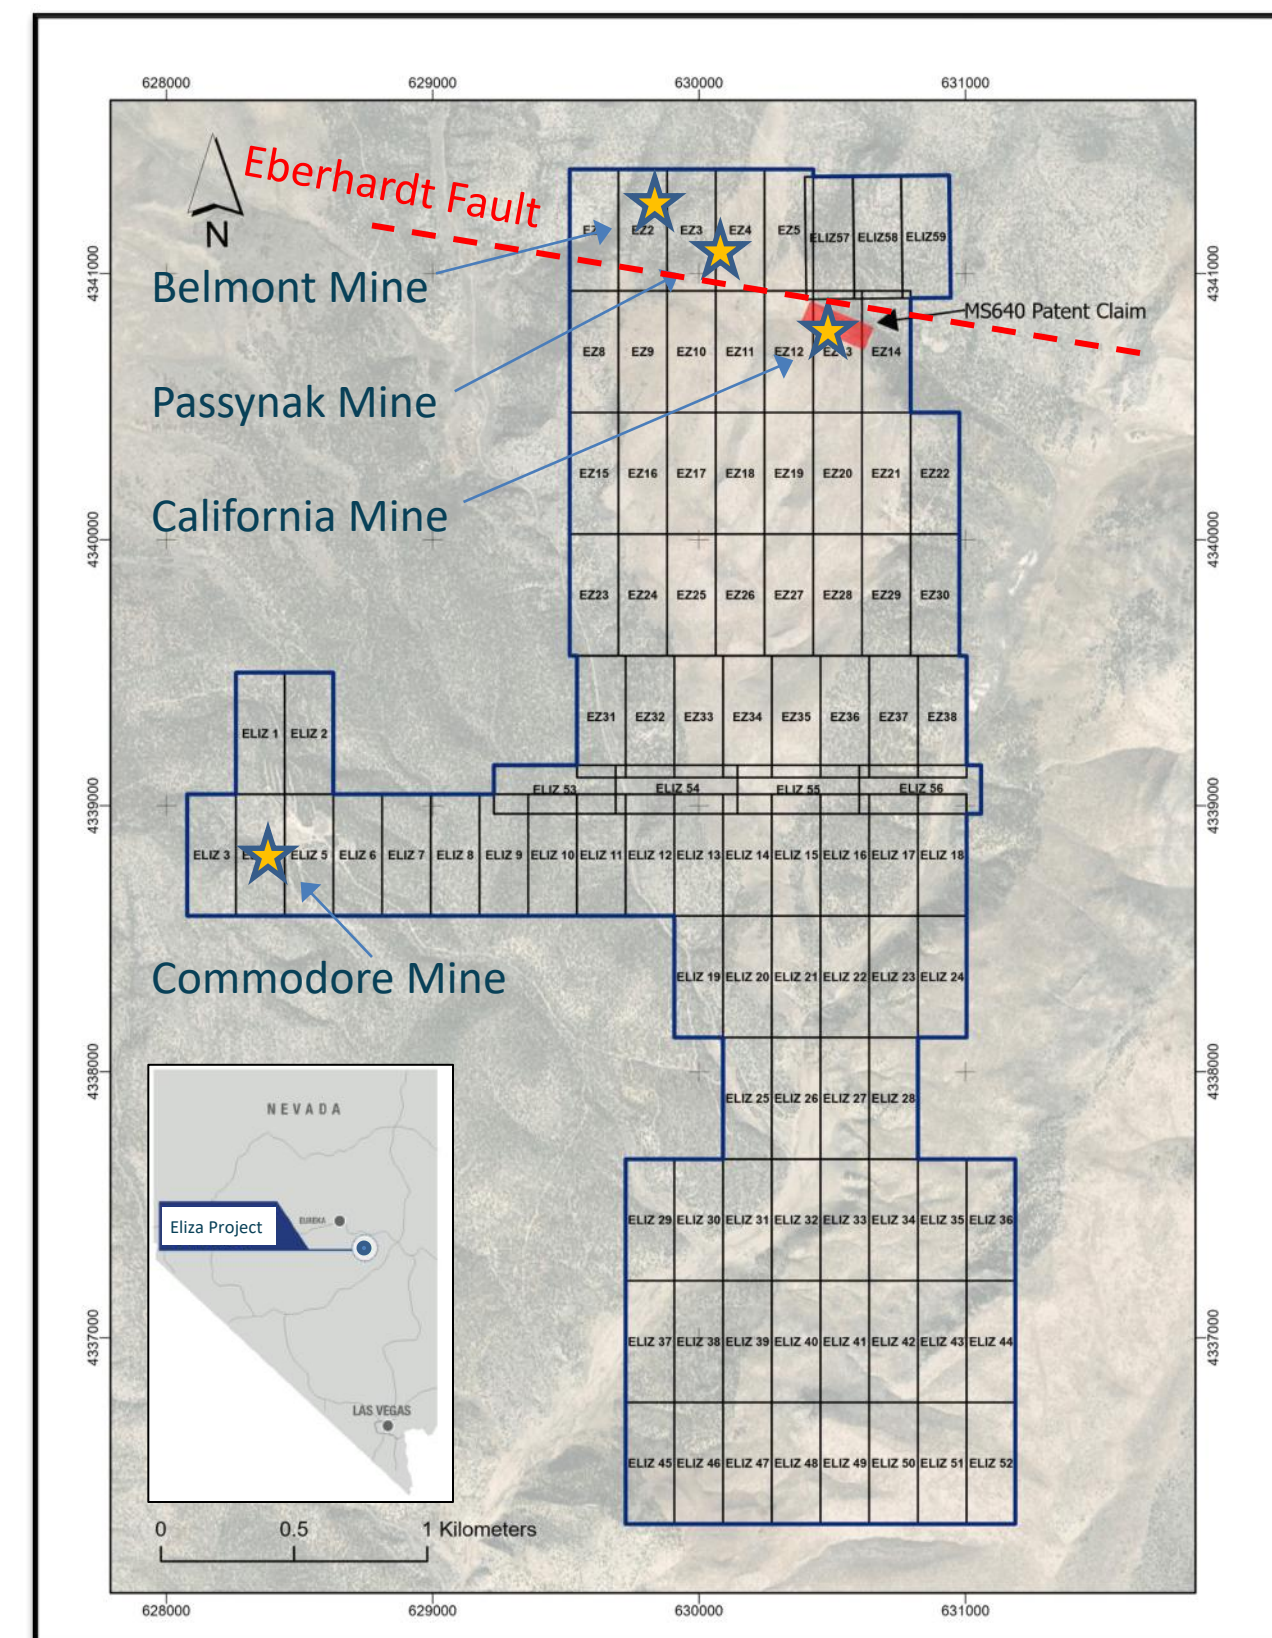 628000 629000 630000 631000
Eberhardt Fault
N
EZ2 EZ3 EZ4 EZ5 ELIZ57 ELIZ58 ELIZ59
4341000 4341000
Belmont Mine
MS640 Patent Claim
EZ8 EZ9 EZ10 EZ11 EZ12 EZ14
Passynak Mine
EZ15 EZ16 EZ17 EZ18 EZ19 EZ20 EZ21 EZ22
California Mine
4340000 4340000
EZ23 EZ24 EZ25 EZ26 EZ27 EZ28 EZ29 EZ30
EZ31 EZ32 EZ33 EZ34 EZ35 EZ36 EZ37 EZ38
ELIZ 1 ELIZ 2
ELIZ 53 ELIZ 54 ELIZ 55 ELIZ 56
4339000 4339000
ELIZ 3 ELIZ 5 ELIZ 6 ELIZ 7 ELIZ 8 ELIZ 9 ELIZ 10 ELIZ 11 ELIZ 12 ELIZ 13 ELIZ 14 ELIZ 15 ELIZ 16 ELIZ 17 ELIZ 18
Commodore Mine
ELIZ 19 ELIZ 20 ELIZ 21 ELIZ 22 ELIZ 23 ELIZ 24
4338000 4338000
ELIZ 25 ELIZ 26 ELIZ 27 ELIZ 28
NEVADA
EUREKA
Eliza Project
LAS VEGAS
ELIZ 29 ELIZ 30 ELIZ 31 ELIZ 32 ELIZ 33 ELIZ 34 ELIZ 35 ELIZ 36
4337000 4337000
ELIZ 37 ELIZ 38 ELIZ 39 ELIZ 40 ELIZ 41 ELIZ 42 ELIZ 43 ELIZ 44
ELIZ 45 ELIZ 46 ELIZ 47 ELIZ 48 ELIZ 49 ELIZ 50 ELIZ 51 ELIZ 52
0 0.5 1 Kilometers
628000 629000 630000 631000